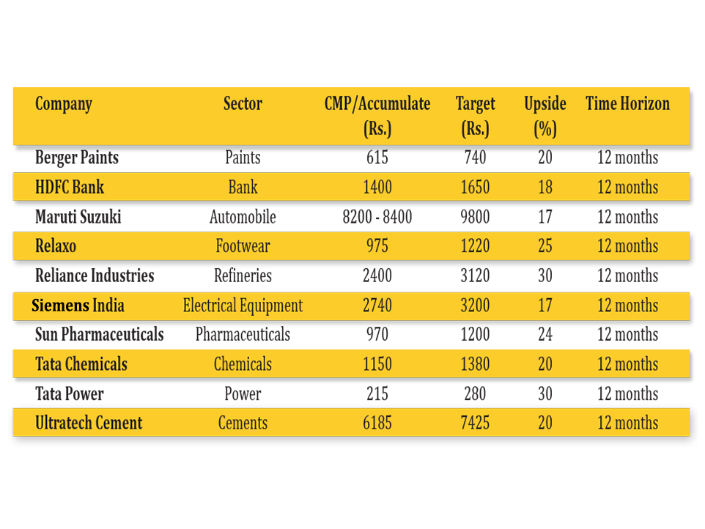 Company Sector CMP/Accumulate Target Upside Time Horizon
(Rs.) (Rs.) (%)
Berger Paints Paints 615 740 20 12 months
HDFC Bank Bank 1400 1650 18 12 months
Maruti Suzuki Automobile 8200 - 8400 9800 17 12 months
Relaxo Footwear 975 1220 25 12 months
Reliance Industries Refineries 2400 3120 30 12 months
Siemens India Electrical Equipment 2740 3200 17 12 months
Sun Pharmaceuticals Pharmaceuticals 970 1200 24 12 months
Tata Chemicals Chemicals 1150 1380 20 12 months
Tata Power Power 215 280 30 12 months
Ultratech Cement Cements 6185 7425 20 12 months